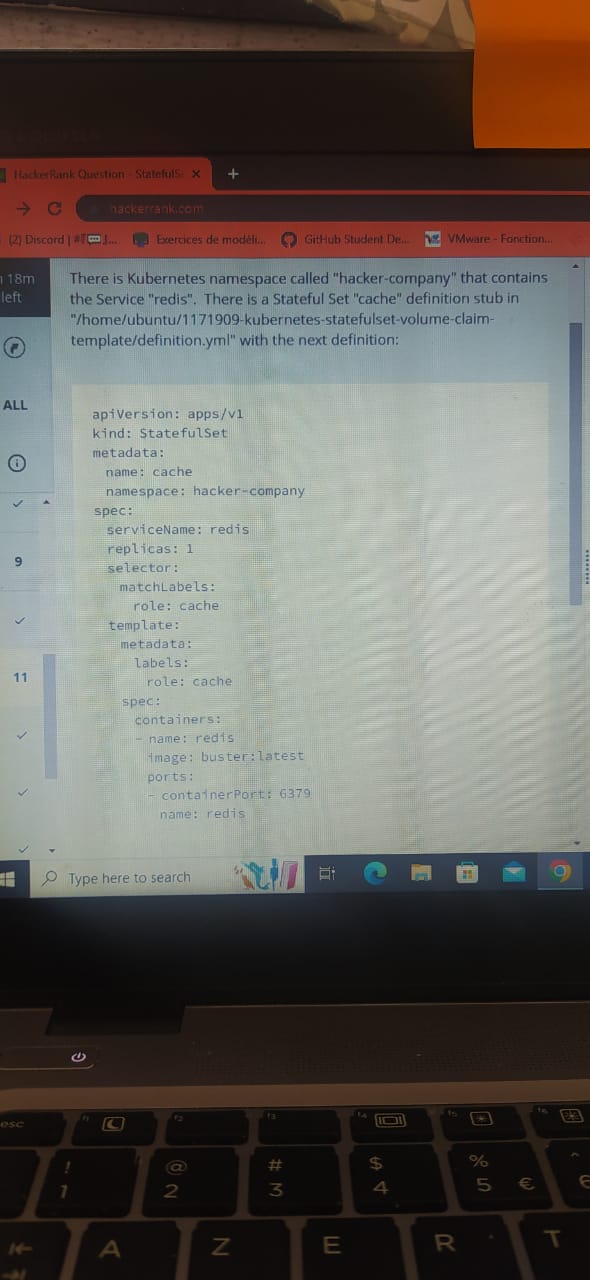 HackerRank Question - StatefulS
hackerrank.com
(2) Discord | #
J...
Exercices de modéli...
GitHub Student De...
VMware - Fonction...
18m
left
ALL
9
11
There is Kubernetes namespace called "hacker-company" that contains
the Service "redis". There is a Stateful Set "cache" definition stub in
"/home/ubuntu/1171909-kubernetes-statefulset-volume-claim-
template/definition.yml" with the next definition:
apiVersion: apps/v1
kind: StatefulSet
metadata:
  name: cache
  namespace: hacker-company
spec:
  serviceName: redis
  replicas: 1
  selector:
    matchLabels:
      role: cache
  template:
    metadata:
      labels:
        role: cache
    spec:
      containers:
      - name: redis
        image: buster:latest
        ports:
        - containerPort: 6379
          name: redis
Type here to search
esc
f1
f2
f3
f4
f5
f6
! @ # $ % ^
1 2 3 4 5 € 6
A Z E R T